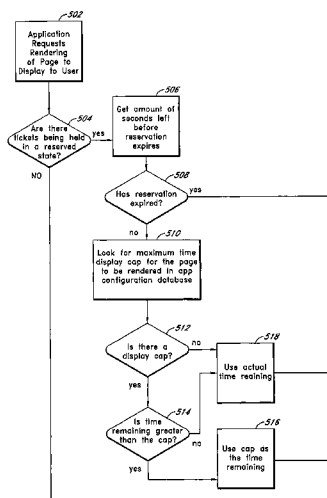 502
Application
Requests
Rendering
of Page to
Display to User
504
Are there
tickets being held
in a reserved
state?
yes
NO
506
Get amount of
seconds left
before
reservation
expires
508
Has reservation
expired?
yes
no
510
Look for maximum time
display cap for the page
to be rendered in app
configuration database
512
Is there a
display cap?
no
yes
518
Use actual
time reaining
514
Is time
remaining greater
than the cap?
no
yes
516
Use cap as
the time
remaining